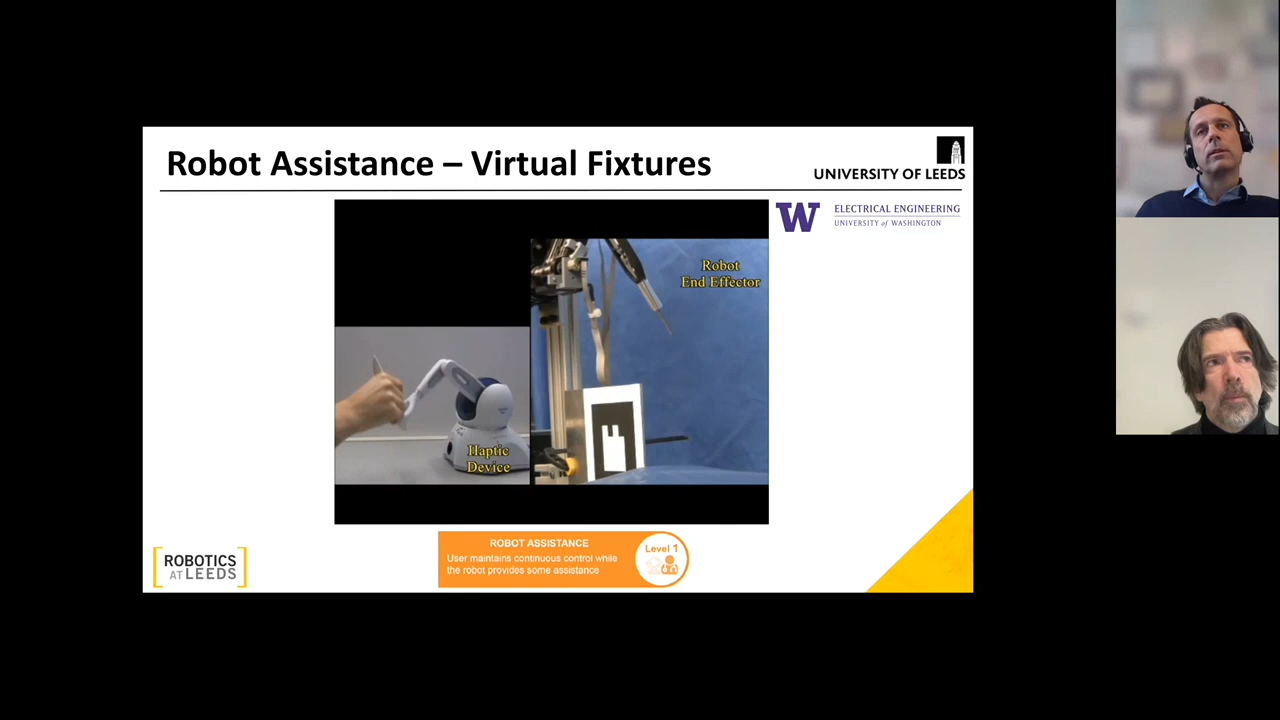 Robot Assistance – Virtual Fixtures
UNIVERSITY OF LEEDS
W
ELECTRICAL ENGINEERING
UNIVERSITY of WASHINGTON
Robot
End Effector
Haptic
Device
ROBOTICS
AT LEEDS
ROBOT ASSISTANCE
User maintains continuous control while
the robot provides some assistance
Level 1